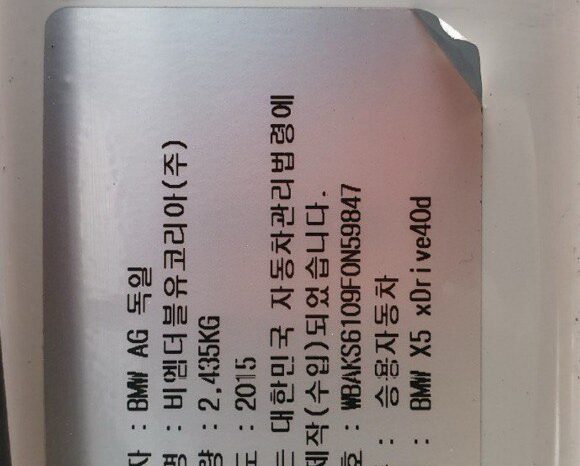 자 : BMW AG 독일
명 : 비엠더블유코리아(주)
량 : 2,435KG
도 : 2015
는 대한민국 자동차관리법령에
제작(수입)되었습니다.
호 : WBAKS6109F0N59847
: 승용자동차
: BMW X5 xDrive40d